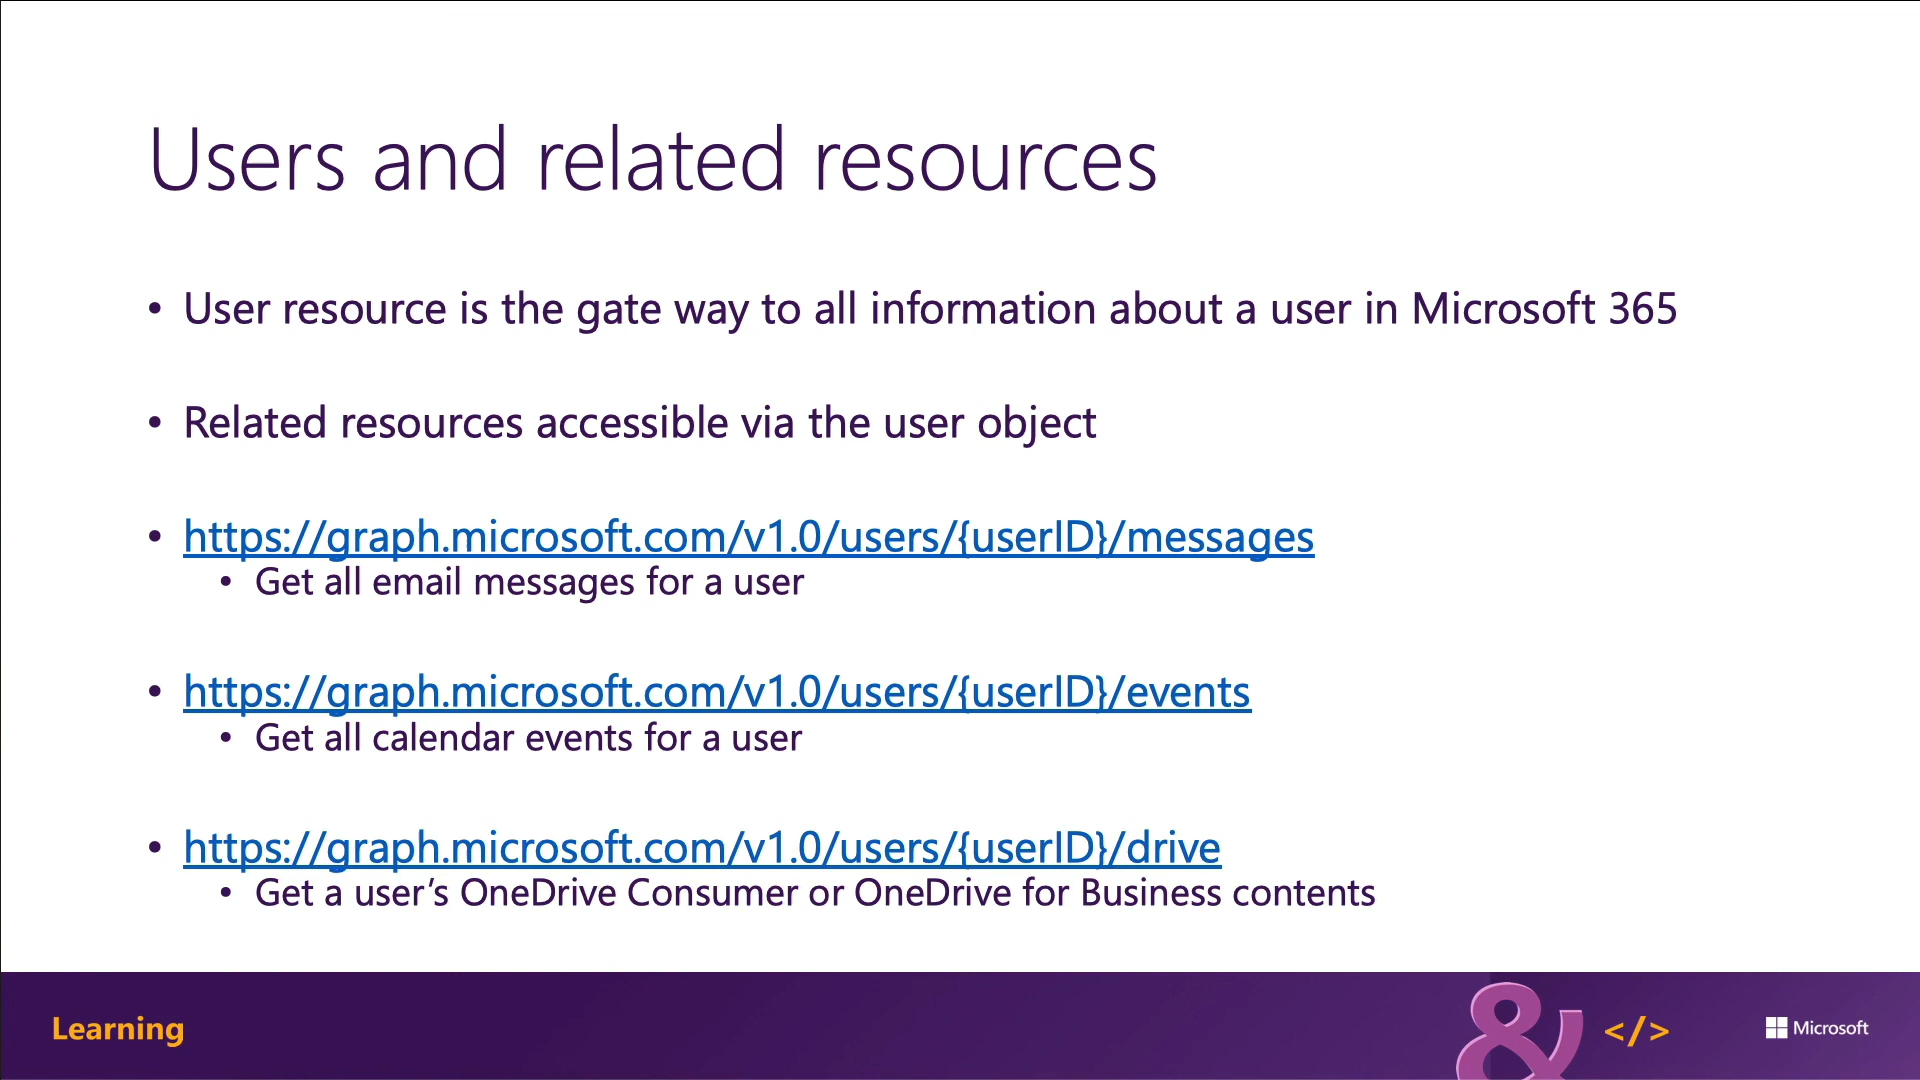 Users and related resources
• User resource is the gate way to all information about a user in Microsoft 365
• Related resources accessible via the user object
• https://graph.microsoft.com/v1.0/users/{userID}/messages
• Get all email messages for a user
• https://graph.microsoft.com/v1.0/users/{userID}/events
• Get all calendar events for a user
• https://graph.microsoft.com/v1.0/users/{userID}/drive
• Get a user’s OneDrive Consumer or OneDrive for Business contents
Learning
& </>
Microsoft